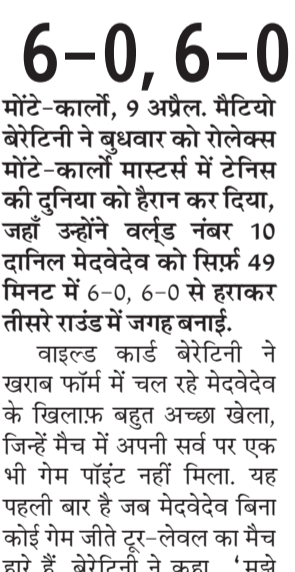 6-0, 6-0
मोंटे-कार्लो, 9 अप्रैल. मैटियो
बेरेटिनी ने बुधवार को रोलेक्स
मोंटे-कार्लो मास्टर्स में टेनिस
की दुनिया को हैरान कर दिया,
जहाँ उन्होंने वर्ल्ड नंबर 10
दानिल मेदवेदेव को सिर्फ़ 49
मिनट में 6-0, 6-0 से हराकर
तीसरे राउंड में जगह बनाई.
वाइल्ड कार्ड बेरेटिनी ने
खराब फॉर्म में चल रहे मेदवेदेव
के खिलाफ़ बहुत अच्छा खेला,
जिन्हें मैच में अपनी सर्व पर एक
भी गेम पॉइंट नहीं मिला. यह
पहली बार है जब मेदवेदेव बिना
कोई गेम जीते टूर-लेवल का मैच
हारे हैं. बेरेटिनी ने कहा, ‘मुझे